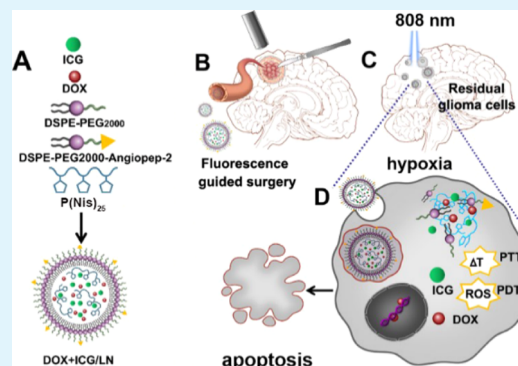 A
ICG
DOX
DSPE-PEG2000
DSPE-PEG2000-Angiopep-2
P(Nis)25
DOX+ICG/LN
B
Fluorescence
guided surgery
C
808 nm
Residual
glioma cells
hypoxia
D
ΔT
PTT
ICG
ROS
PDT
DOX
apoptosis